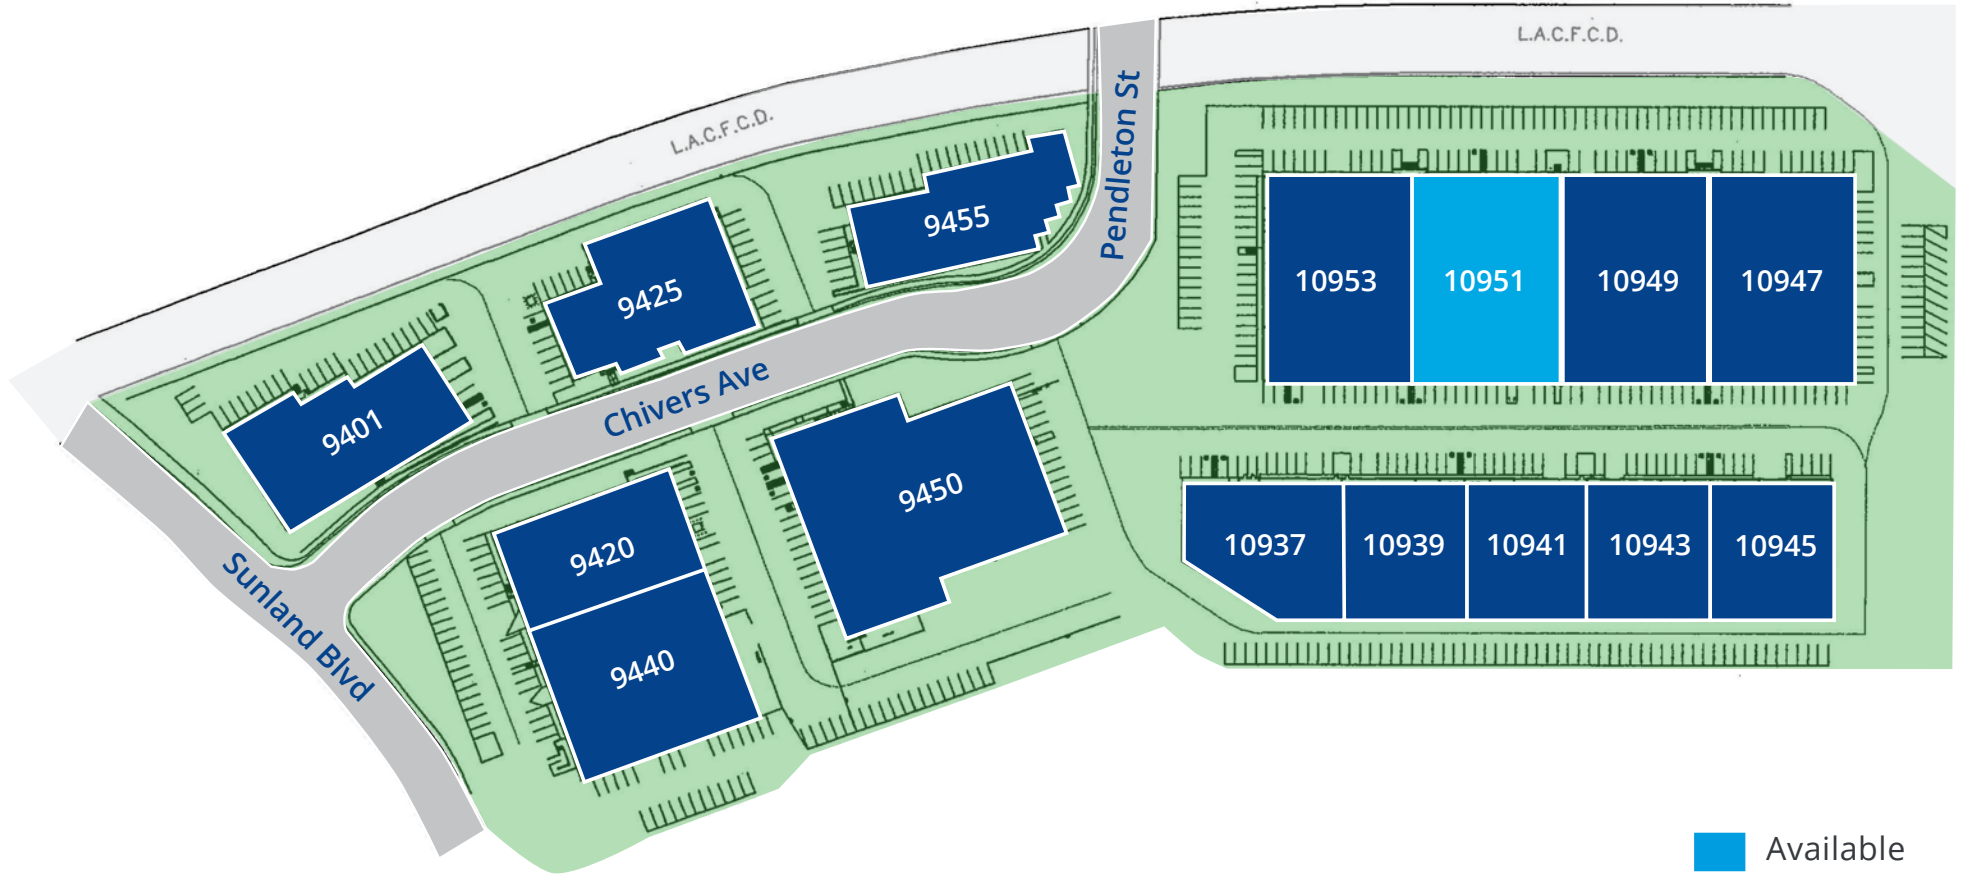 L.A.C.F.C.D.
L.A.C.F.C.D.
Pendleton St
9455
9425
10953
10951
10949
10947
9401
Chivers Ave
9450
9420
10937
10939
10941
10943
10945
Sunland Blvd
9440
Available